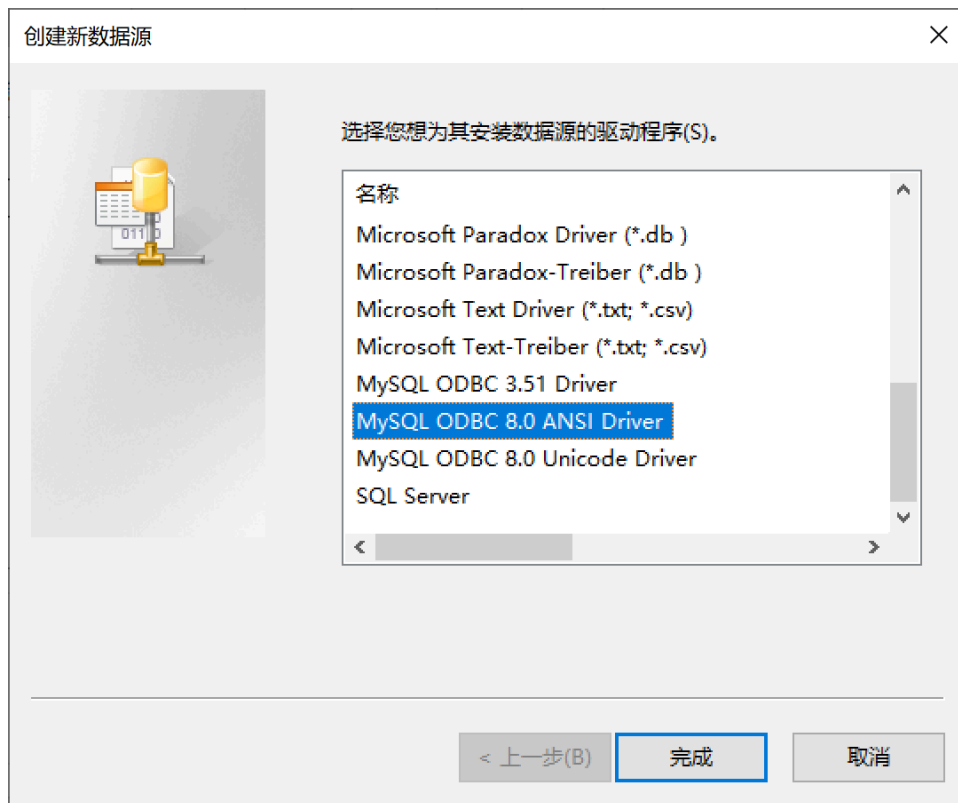 创建新数据源
选择您想为其安装数据源的驱动程序(S)。
名称
Microsoft Paradox Driver (*.db )
Microsoft Paradox-Treiber (*.db )
Microsoft Text Driver (*.txt; *.csv)
Microsoft Text-Treiber (*.txt; *.csv)
MySQL ODBC 3.51 Driver
MySQL ODBC 8.0 ANSI Driver
MySQL ODBC 8.0 Unicode Driver
SQL Server
< 上一步(B)
完成
取消